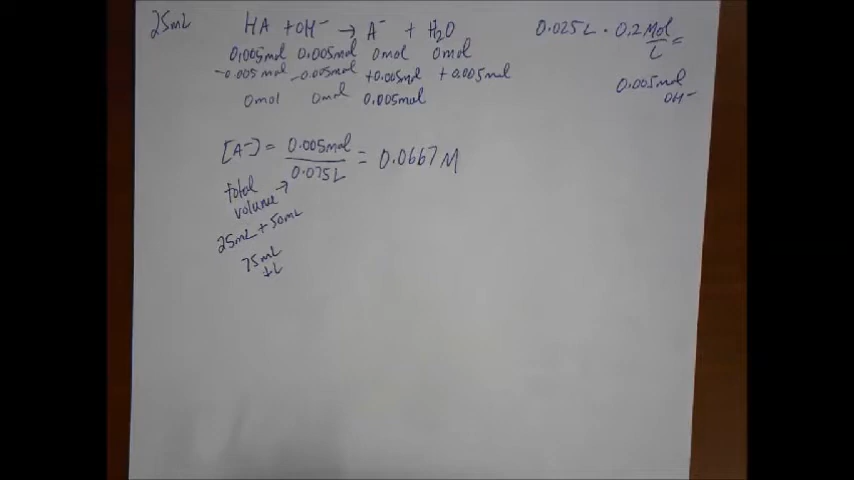 25mL
HA + OH⁻ → A⁻ + H₂O
0.005mol 0.005mol 0mol 0mol
-0.005mol -0.005mol +0.005mol +0.005mol
0mol 0mol 0.005mol
0.025L · 0.2 Mol/L =
0.005mol
OH⁻
[A⁻] = 0.005mol/0.075L = 0.0667M
total
volume →
25mL + 50mL
75mL
↓L